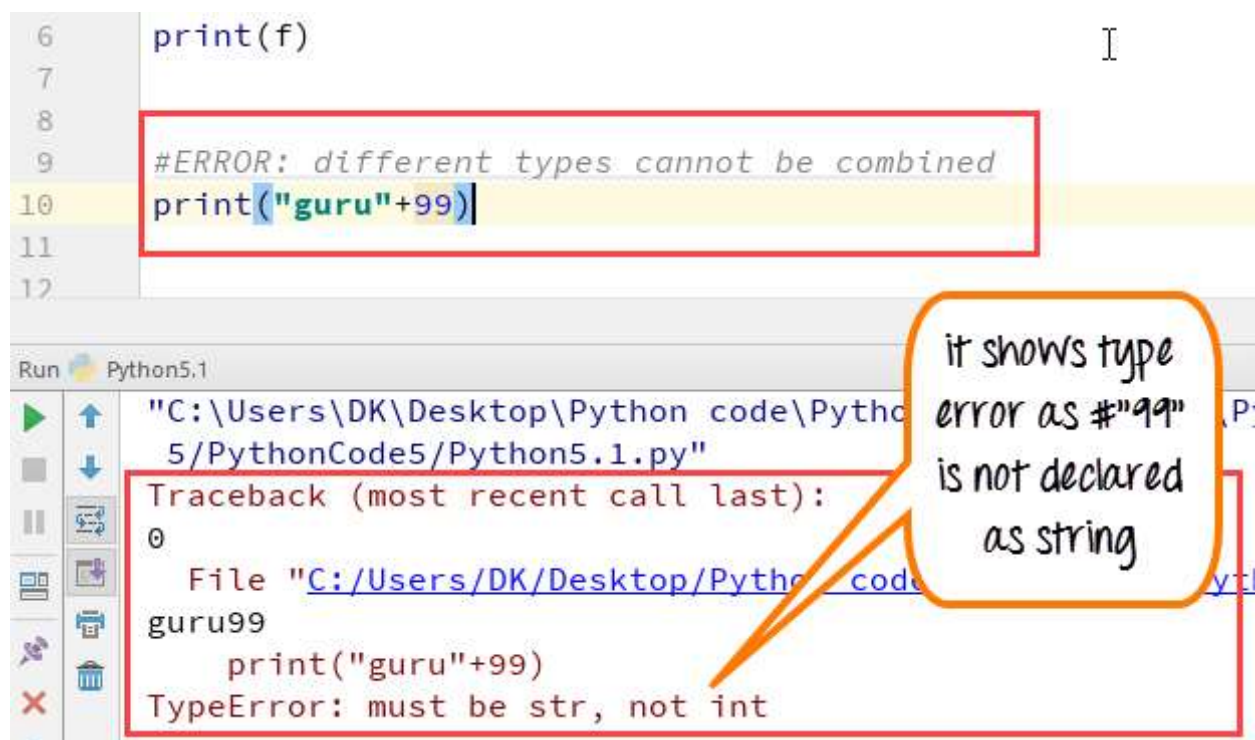 6 print(f)
7
8
9 #ERROR: different types cannot be combined
10 print("guru"+99)
11
12
it shows type
error as #"99"
is not declared
as string
Run Python5.1
"C:\Users\DK\Desktop\Python code\Pytho
5/PythonCode5/Python5.1.py"
Traceback (most recent call last):
0
File "C:/Users/DK/Desktop/Pytho code
guru99
print("guru"+99)
TypeError: must be str, not int